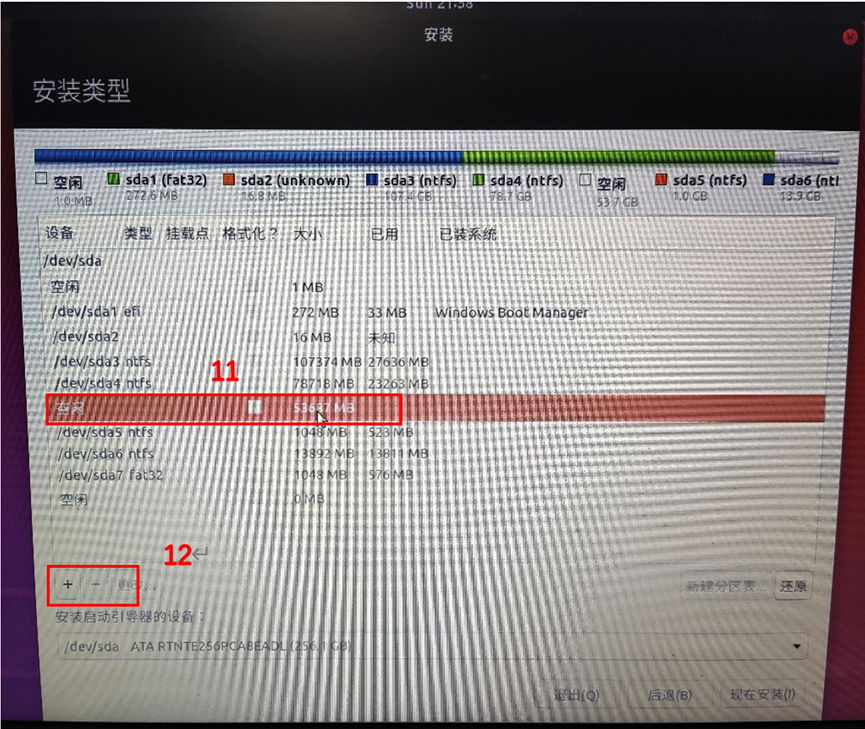 Sun 21:38
安装
安装类型
空闲 sda1 (fat32) sda2 (unknown) sda3 (ntfs) sda4 (ntfs) 空闲 sda5 (ntfs) sda6 (ntl
1.0 MB 272.6 MB 16.8 MB 107.4 GB 78.7 GB 53.7 GB 1.0 GB 13.9 GB
设备 类型 挂载点 格式化？ 大小 已用 已装系统
/dev/sda
空闲 1 MB
/dev/sda1 efi 272 MB 33 MB Windows Boot Manager
/dev/sda2 16 MB 未知
/dev/sda3 ntfs 107374 MB 27636 MB
11
/dev/sda4 ntfs 78718 MB 23263 MB
空闲 53687 MB
/dev/sda5 ntfs 1048 MB 523 MB
/dev/sda6 ntfs 13892 MB 13811 MB
/dev/sda7 fat32 1048 MB 576 MB
空闲 0 MB
12
+ - 更改... 新建分区表... 还原
安装启动引导器的设备：
/dev/sda ATA RTNTE256PCA8EADL (256.1 GB)
退出(Q) 后退(B) 现在安装(I)